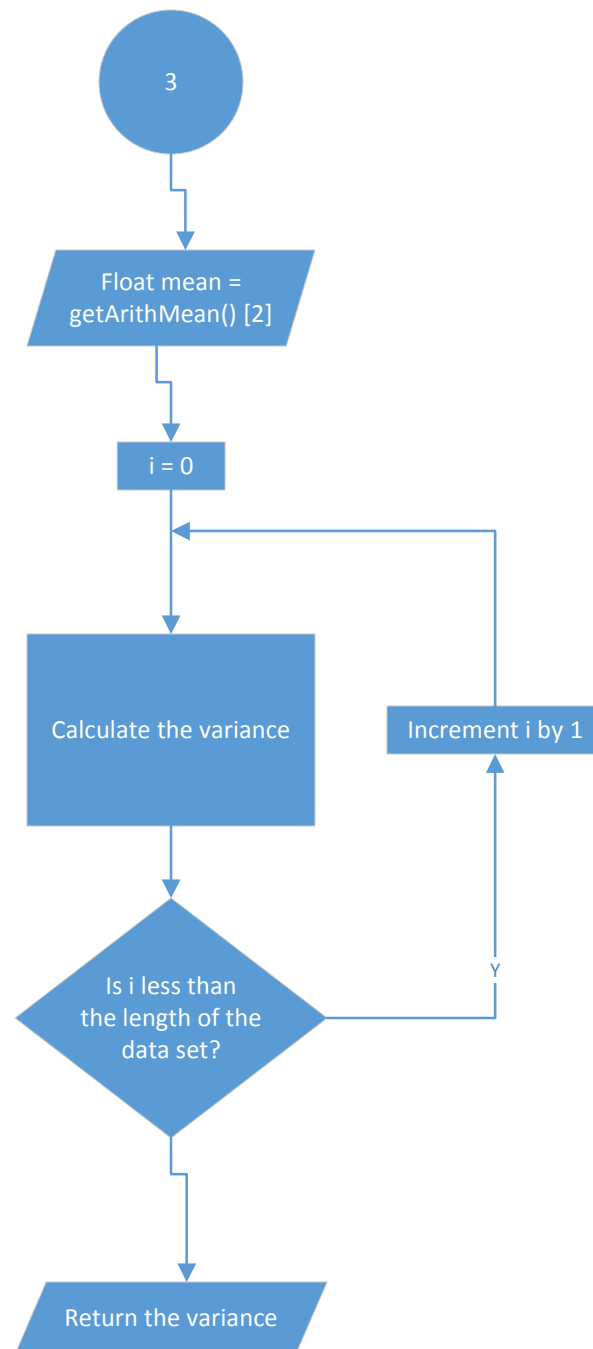 3
Float mean =
getArithMean() [2]
i = 0
Calculate the variance
Increment i by 1
Is i less than
the length of the
data set?
Y
Return the variance